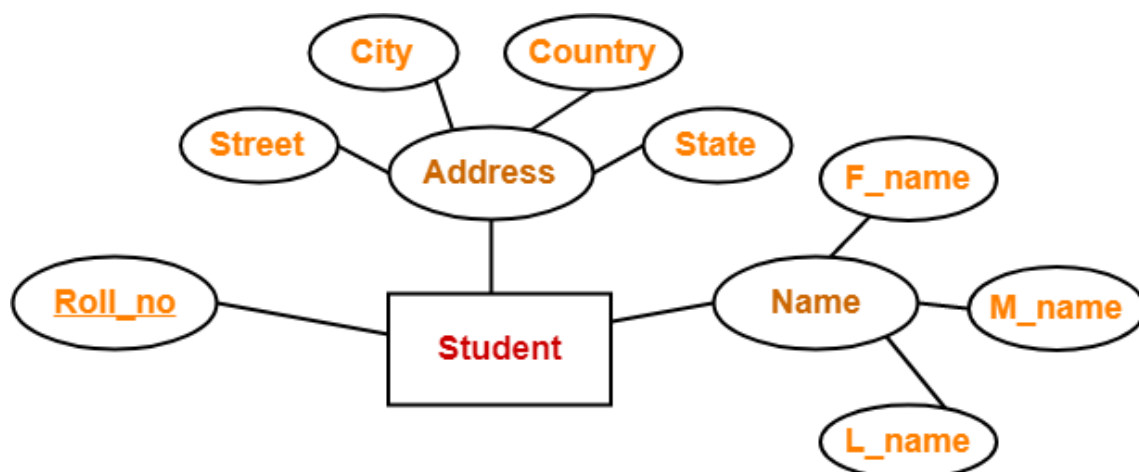 City
Country
Street
Address
State
F_name
Roll_no
Name
M_name
Student
L_name